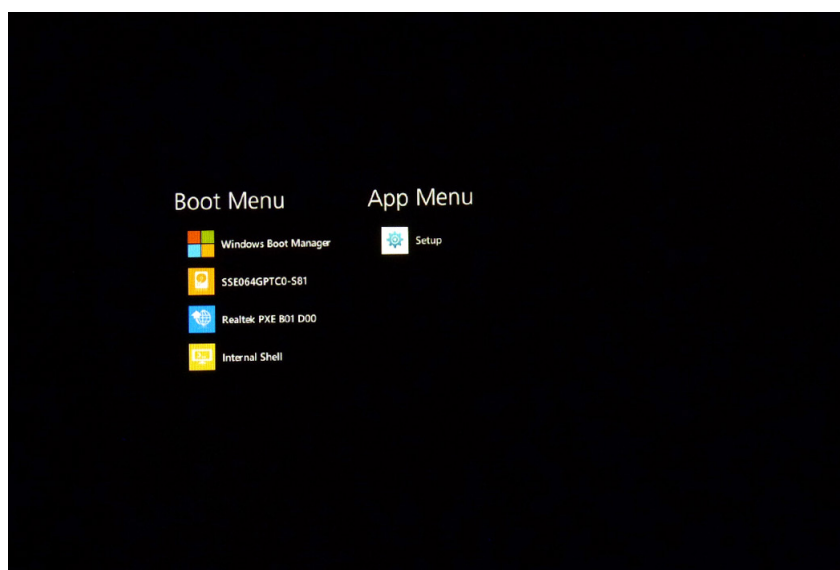 Boot Menu
Windows Boot Manager
SSE064GPTC0-S81
Realtek PXE B01 D00
Internal Shell
App Menu
Setup